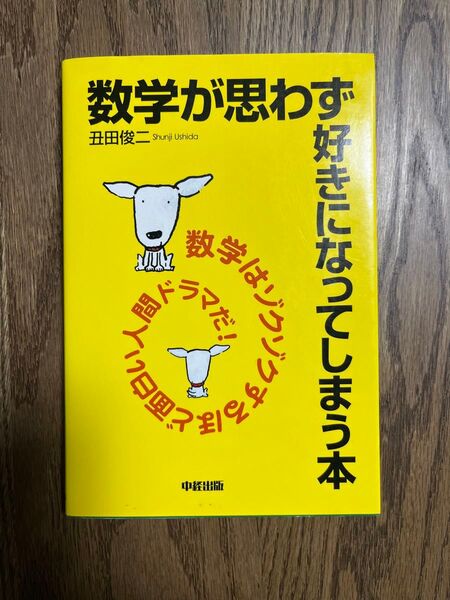 数学が思わず
好きになってしまう本
丑田俊二 Shunji Ushida
数学はゾクゾクするほど面白い人間ドラマだ!
中経出版